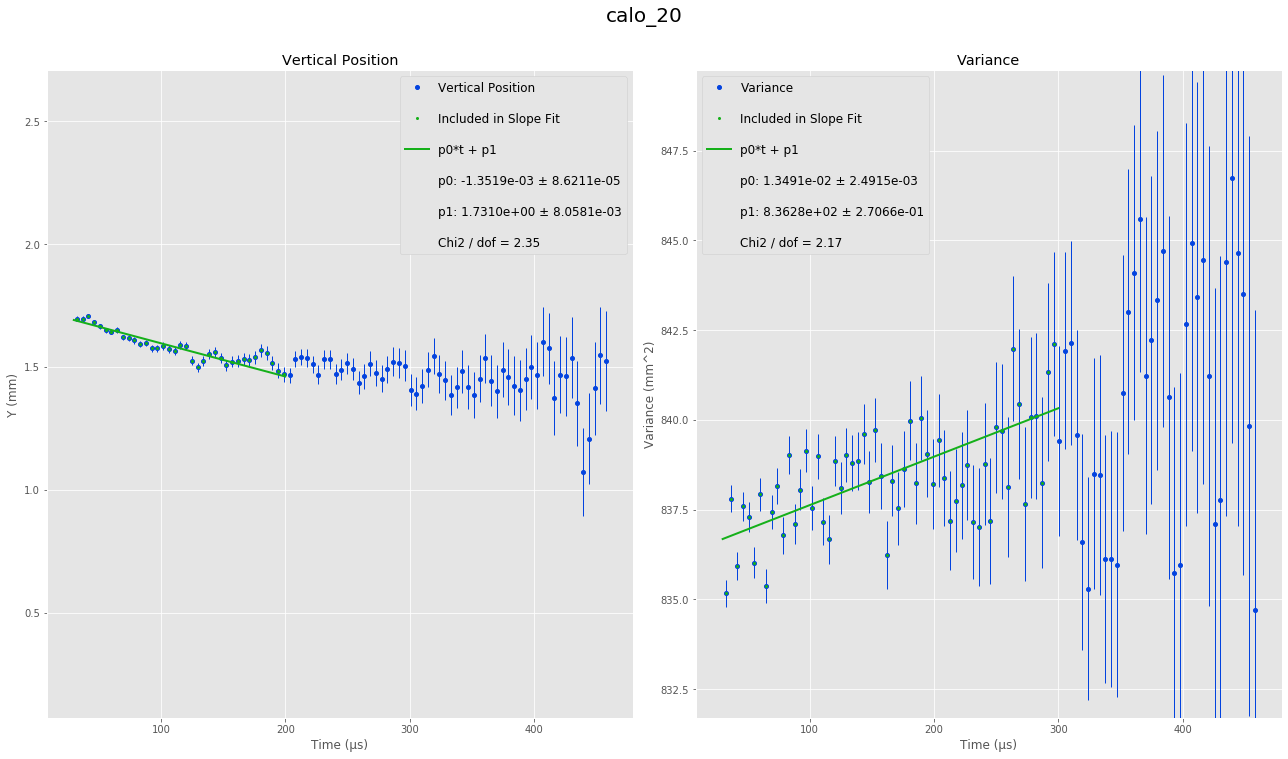 calo_20
Vertical Position
Vertical Position
Included in Slope Fit
p0*t + p1
p0: -1.3519e-03 ± 8.6211e-05
p1: 1.7310e+00 ± 8.0581e-03
Chi2 / dof = 2.35
2.5
2.0
1.5
1.0
0.5
Y (mm)
100
200
300
400
Time (μs)
Variance
Variance
Included in Slope Fit
p0*t + p1
p0: 1.3491e-02 ± 2.4915e-03
p1: 8.3628e+02 ± 2.7066e-01
Chi2 / dof = 2.17
847.5
845.0
842.5
840.0
837.5
835.0
832.5
Variance (mm^2)
100
200
300
400
Time (μs)